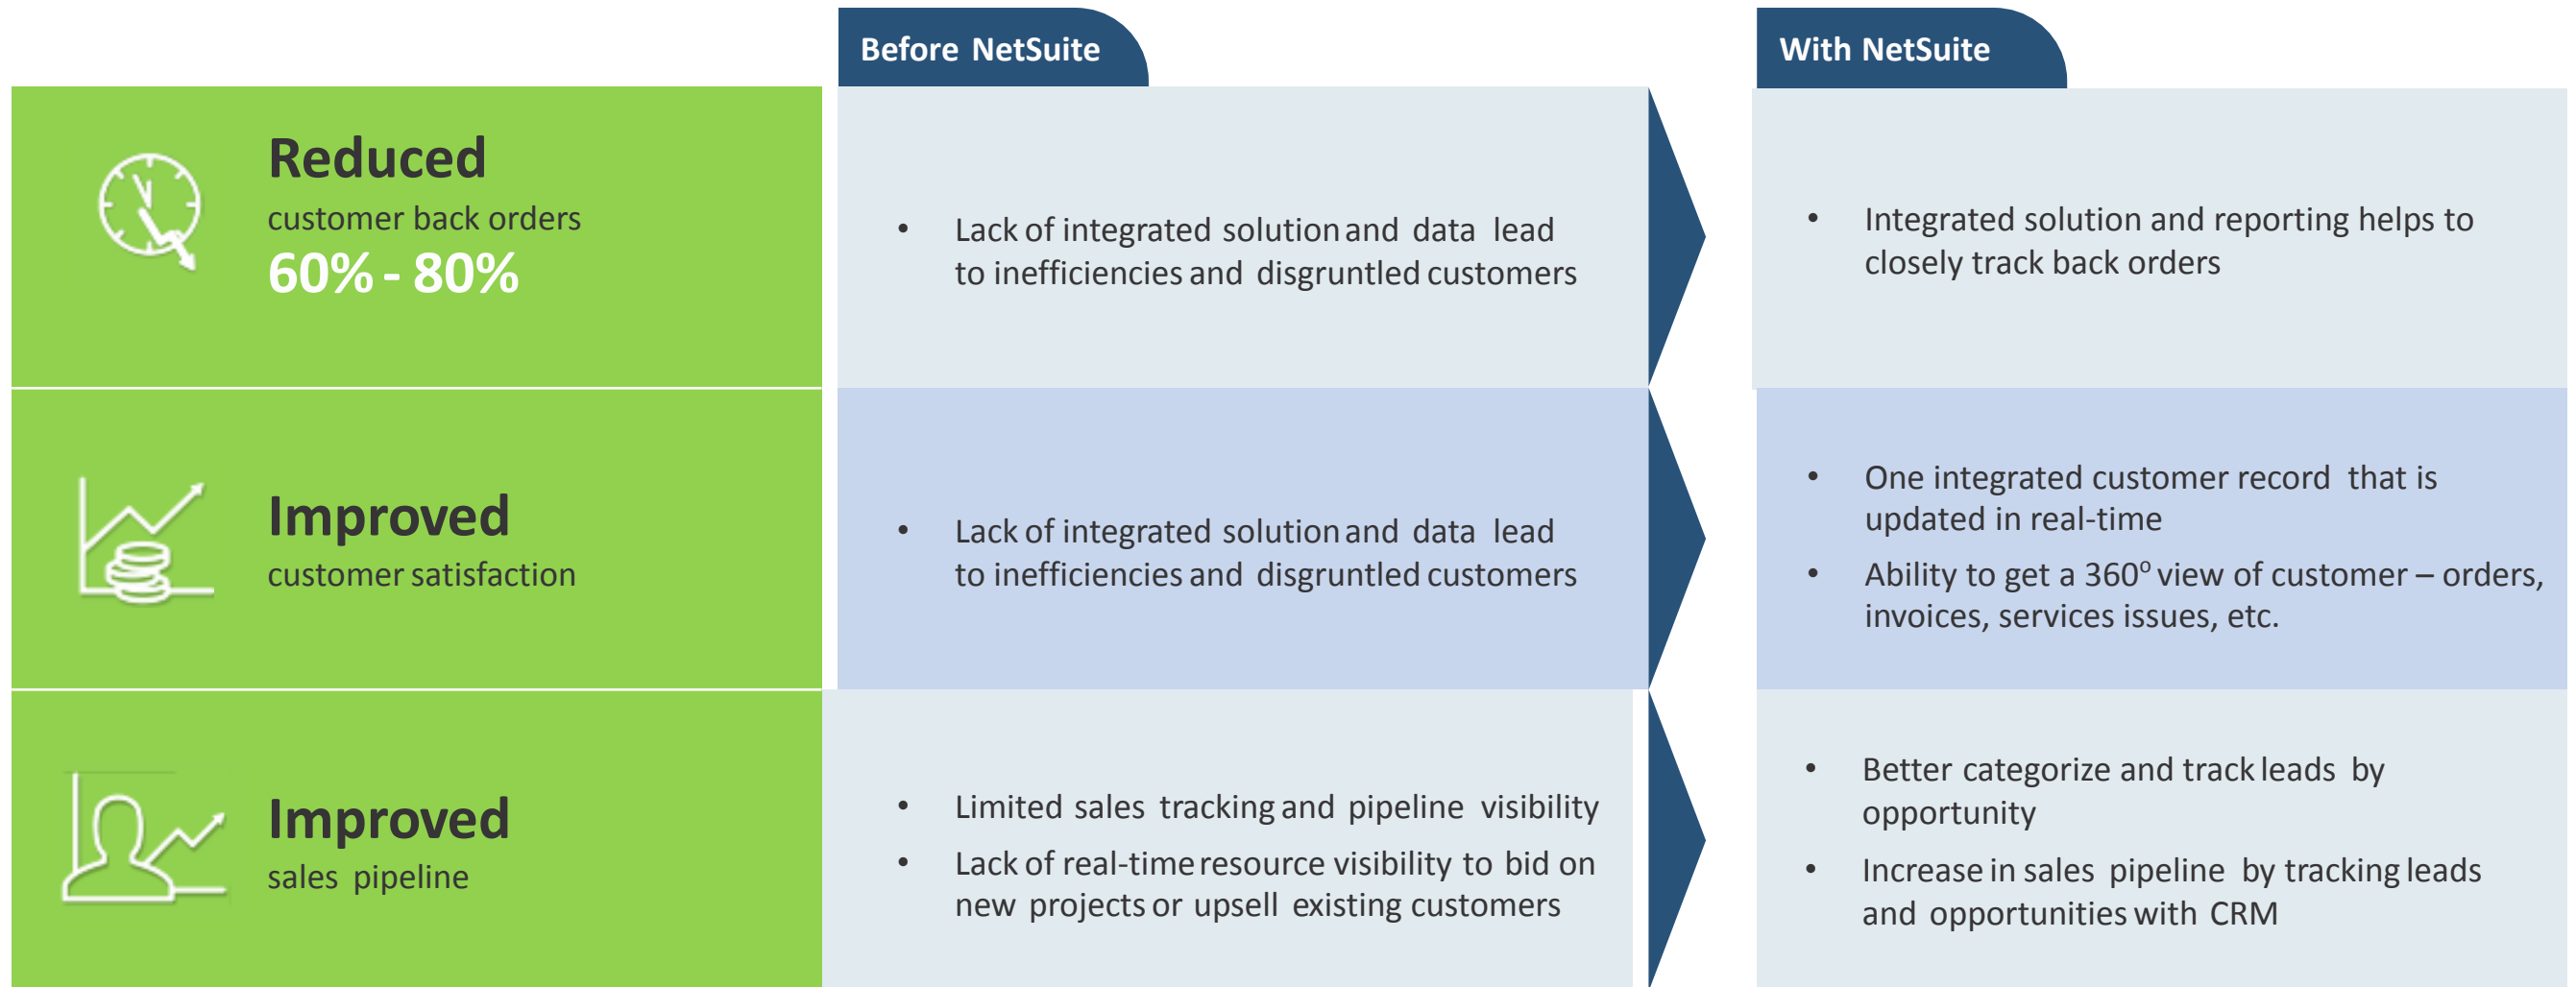 Before NetSuite
With NetSuite
Reduced
customer back orders
60% - 80%
• Lack of integrated solution and data lead
to inefficiencies and disgruntled customers
• Integrated solution and reporting helps to
closely track back orders
Improved
customer satisfaction
• Lack of integrated solution and data lead
to inefficiencies and disgruntled customers
• One integrated customer record that is
updated in real-time
• Ability to get a 360° view of customer – orders,
invoices, services issues, etc.
Improved
sales pipeline
• Limited sales tracking and pipeline visibility
• Lack of real-time resource visibility to bid on
new projects or upsell existing customers
• Better categorize and track leads by
opportunity
• Increase in sales pipeline by tracking leads
and opportunities with CRM